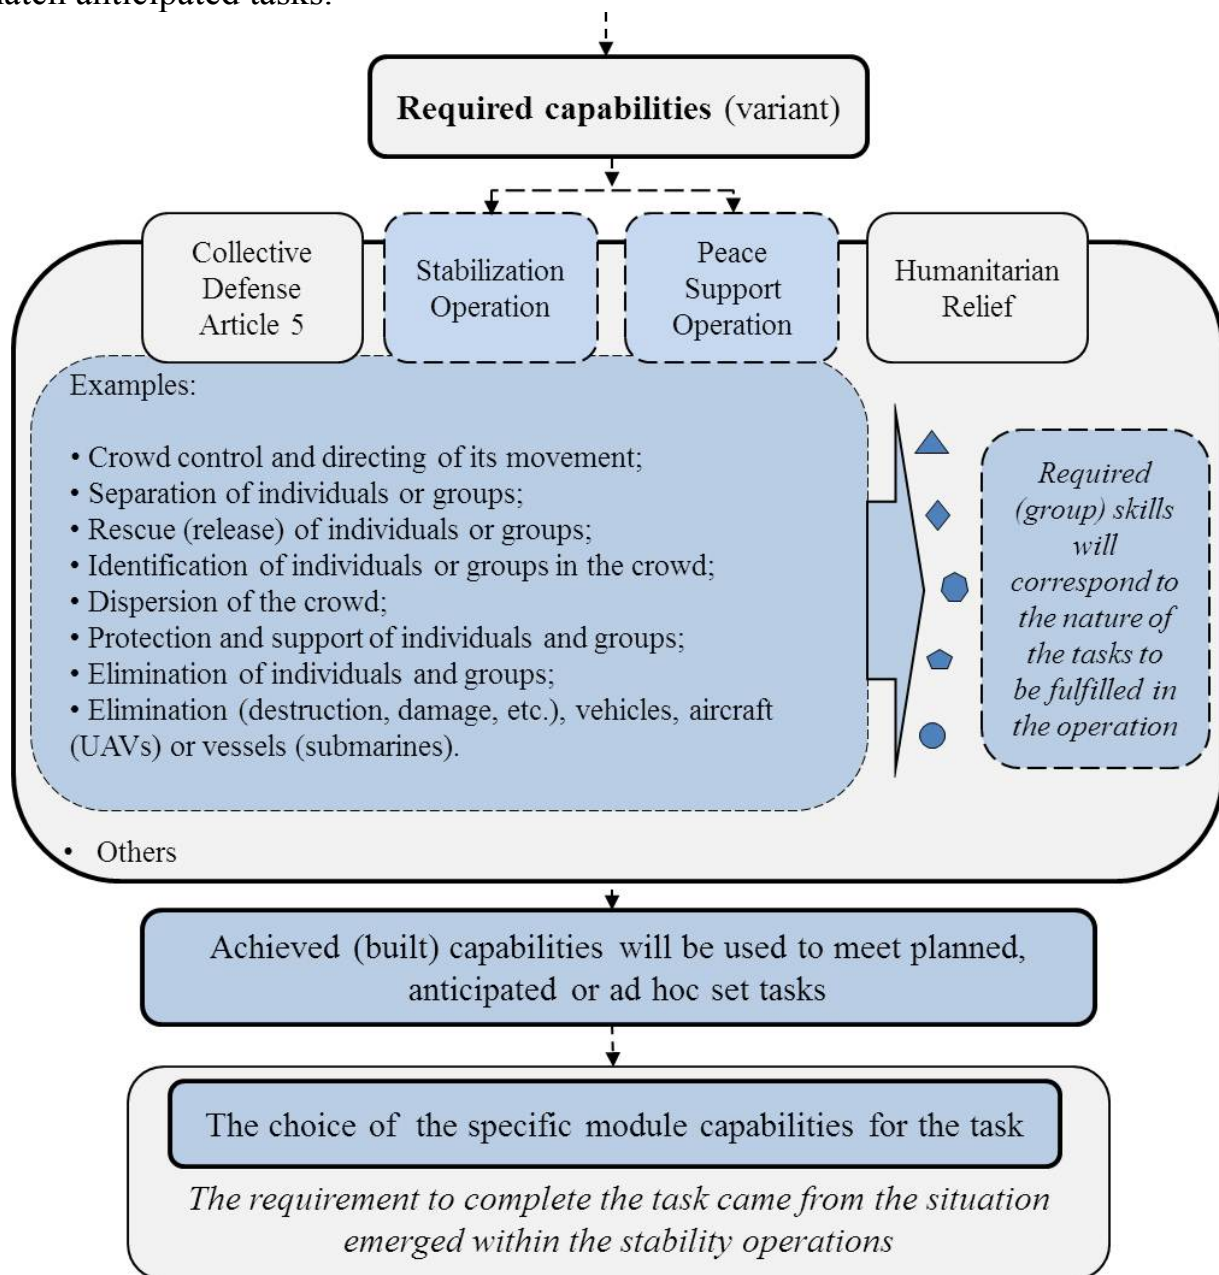 anticipated tasks.
Required capabilities (variant)
Collective
Defense
Article 5
Stabilization
Operation
Peace
Support
Operation
Humanitarian
Relief
Examples:
• Crowd control and directing of its movement;
• Separation of individuals or groups;
• Rescue (release) of individuals or groups;
• Identification of individuals or groups in the crowd;
• Dispersion of the crowd;
• Protection and support of individuals and groups;
• Elimination of individuals and groups;
• Elimination (destruction, damage, etc.), vehicles, aircraft
(UAVs) or vessels (submarines).
Required
(group) skills
will
correspond to
the nature of
the tasks to
be fulfilled in
the operation
• Others
Achieved (built) capabilities will be used to meet planned,
anticipated or ad hoc set tasks
The choice of the specific module capabilities for the task
The requirement to complete the task came from the situation
emerged within the stability operations